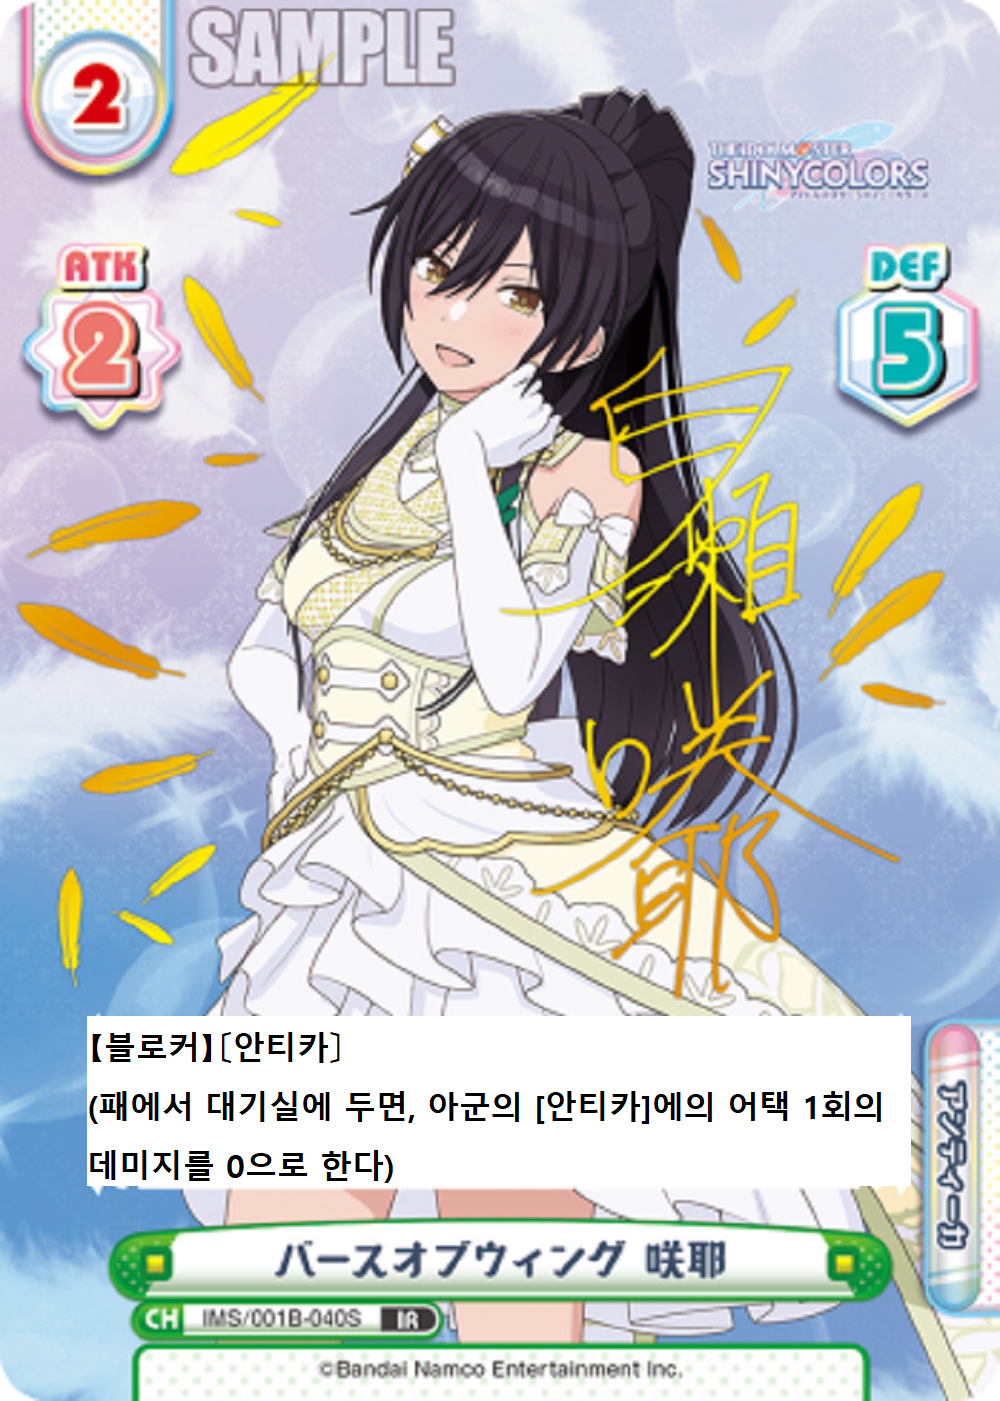 2
SAMPLE
THE IDOLM@STER
SHINYCOLORS
ATK
2
DEF
5
白瀬
咲耶
【블로커】〔안티카〕
(패에서 대기실에 두면, 아군의 [안티카]에의 어택 1회의
데미지를 0으로 한다)
アンティーカ
バースオブウィング 咲耶
CH IMS/001B-040S IR
©Bandai Namco Entertainment Inc.